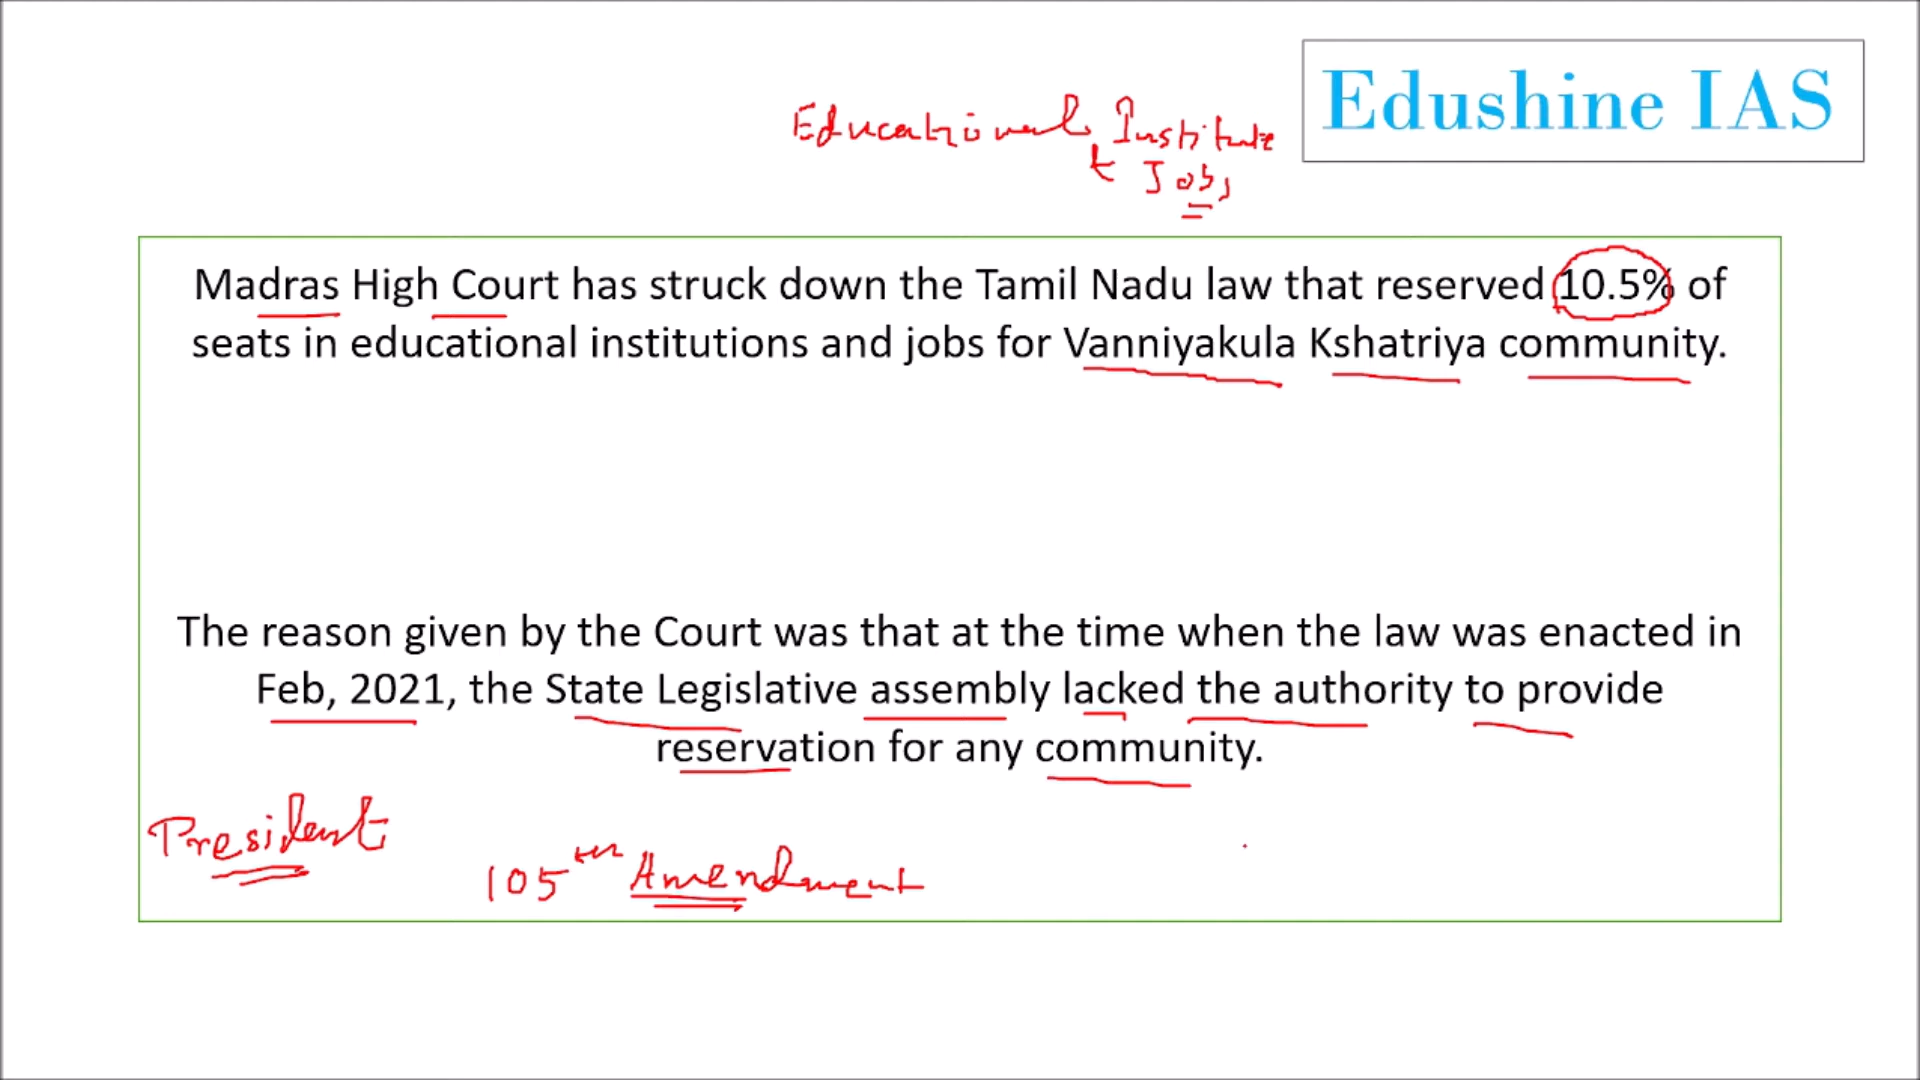 Edushine IAS
Educational Institute
& Jobs
Madras High Court has struck down the Tamil Nadu law that reserved 10.5% of
seats in educational institutions and jobs for Vanniyakula Kshatriya community.
The reason given by the Court was that at the time when the law was enacted in
Feb, 2021, the State Legislative assembly lacked the authority to provide
reservation for any community.
President
105th Amendment